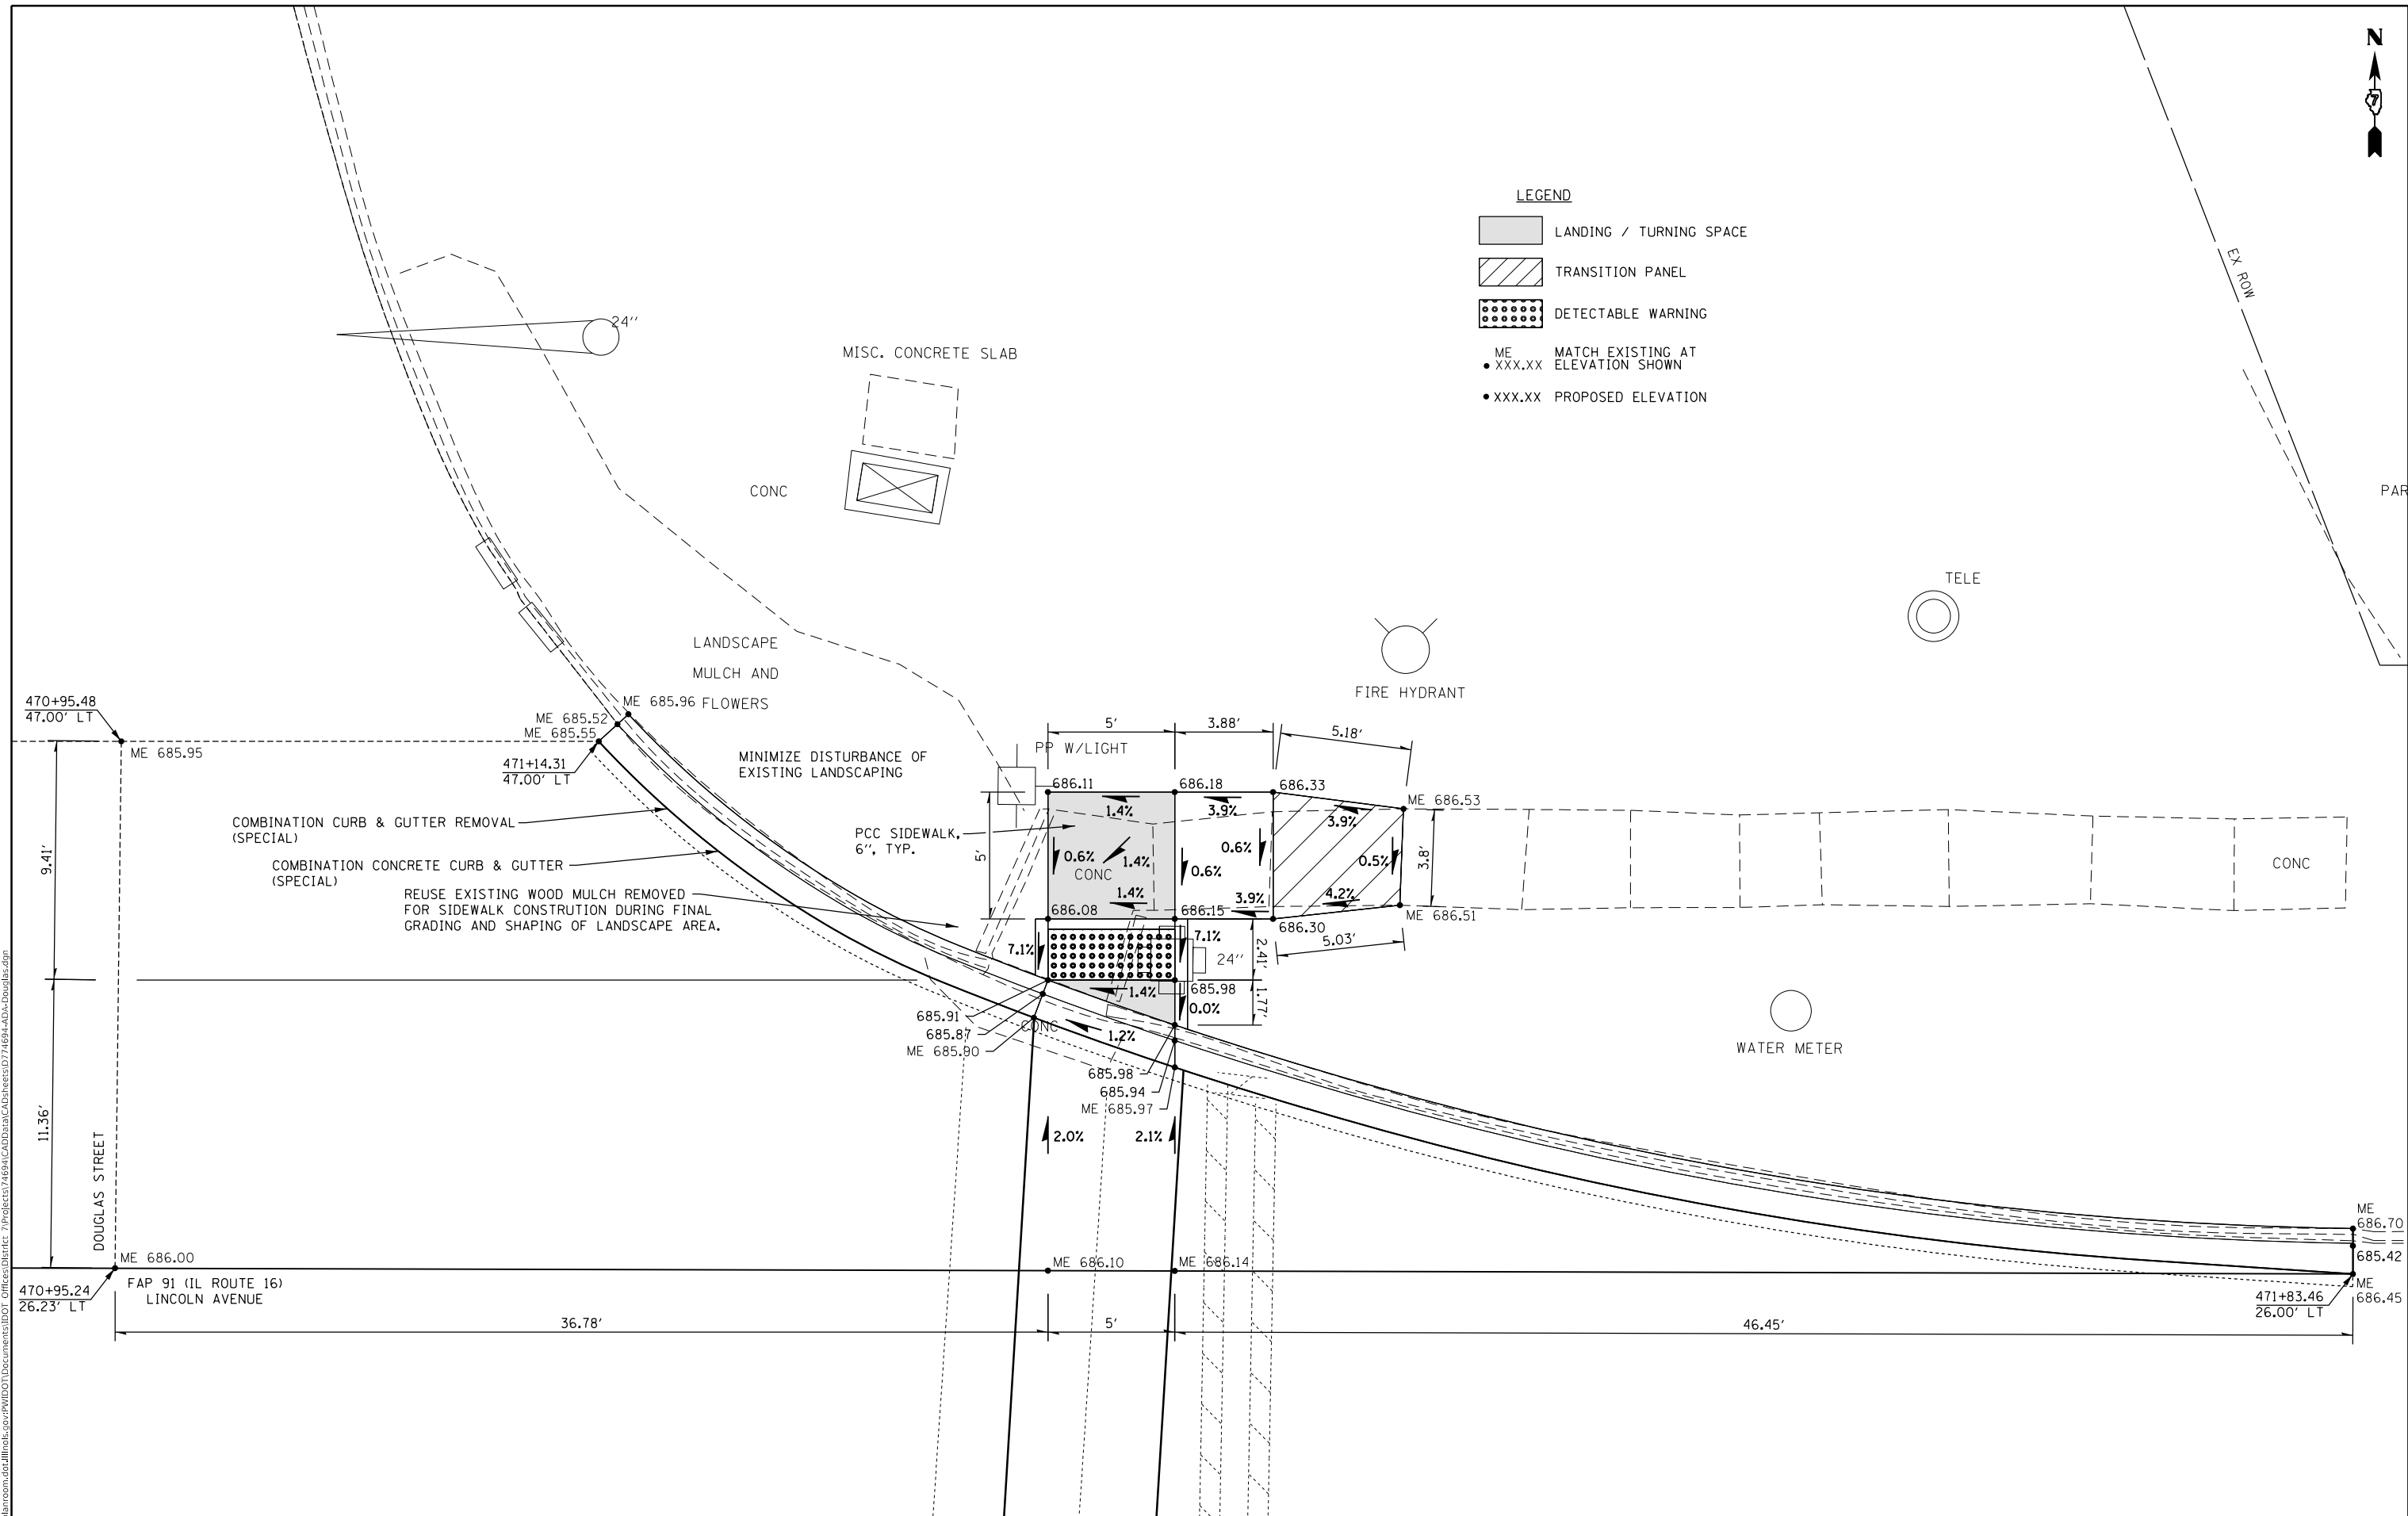 N
7
LEGEND
LANDING / TURNING SPACE
TRANSITION PANEL
DETECTABLE WARNING
ME MATCH EXISTING AT
XXX.XX ELEVATION SHOWN
XXX.XX PROPOSED ELEVATION
EX ROW
PAR
24''
MISC. CONCRETE SLAB
CONC
TELE
LANDSCAPE
MULCH AND
FLOWERS
FIRE HYDRANT
470+95.48
47.00' LT
ME 685.95
ME 685.96
ME 685.52
ME 685.55
471+14.31
47.00' LT
MINIMIZE DISTURBANCE OF
EXISTING LANDSCAPING
PP W/LIGHT
5'
3.88'
5.18'
686.11
686.18
686.33
ME 686.53
1.4%
3.9%
3.9%
COMBINATION CURB & GUTTER REMOVAL
(SPECIAL)
COMBINATION CONCRETE CURB & GUTTER
(SPECIAL)
PCC SIDEWALK,
6'', TYP.
5'
0.6%
1.4%
CONC
0.6%
0.6%
0.5%
3.8'
CONC
9.41'
REUSE EXISTING WOOD MULCH REMOVED
FOR SIDEWALK CONSTRUTION DURING FINAL
GRADING AND SHAPING OF LANDSCAPE AREA.
1.4%
3.9%
4.2%
686.08
686.15
686.30
ME 686.51
5.03'
7.1%
7.1%
24''
2.41'
1.4%
685.98
0.0%
1.77'
685.91
685.87
ME 685.90
CONC
1.2%
685.98
685.94
ME 685.97
WATER METER
11.36'
DOUGLAS STREET
2.0%
2.1%
ME 686.00
FAP 91 (IL ROUTE 16)
LINCOLN AVENUE
470+95.24
26.23' LT
ME 686.10
ME 686.14
ME
686.70
685.42
ME
686.45
471+83.46
26.00' LT
36.78'
5'
46.45'